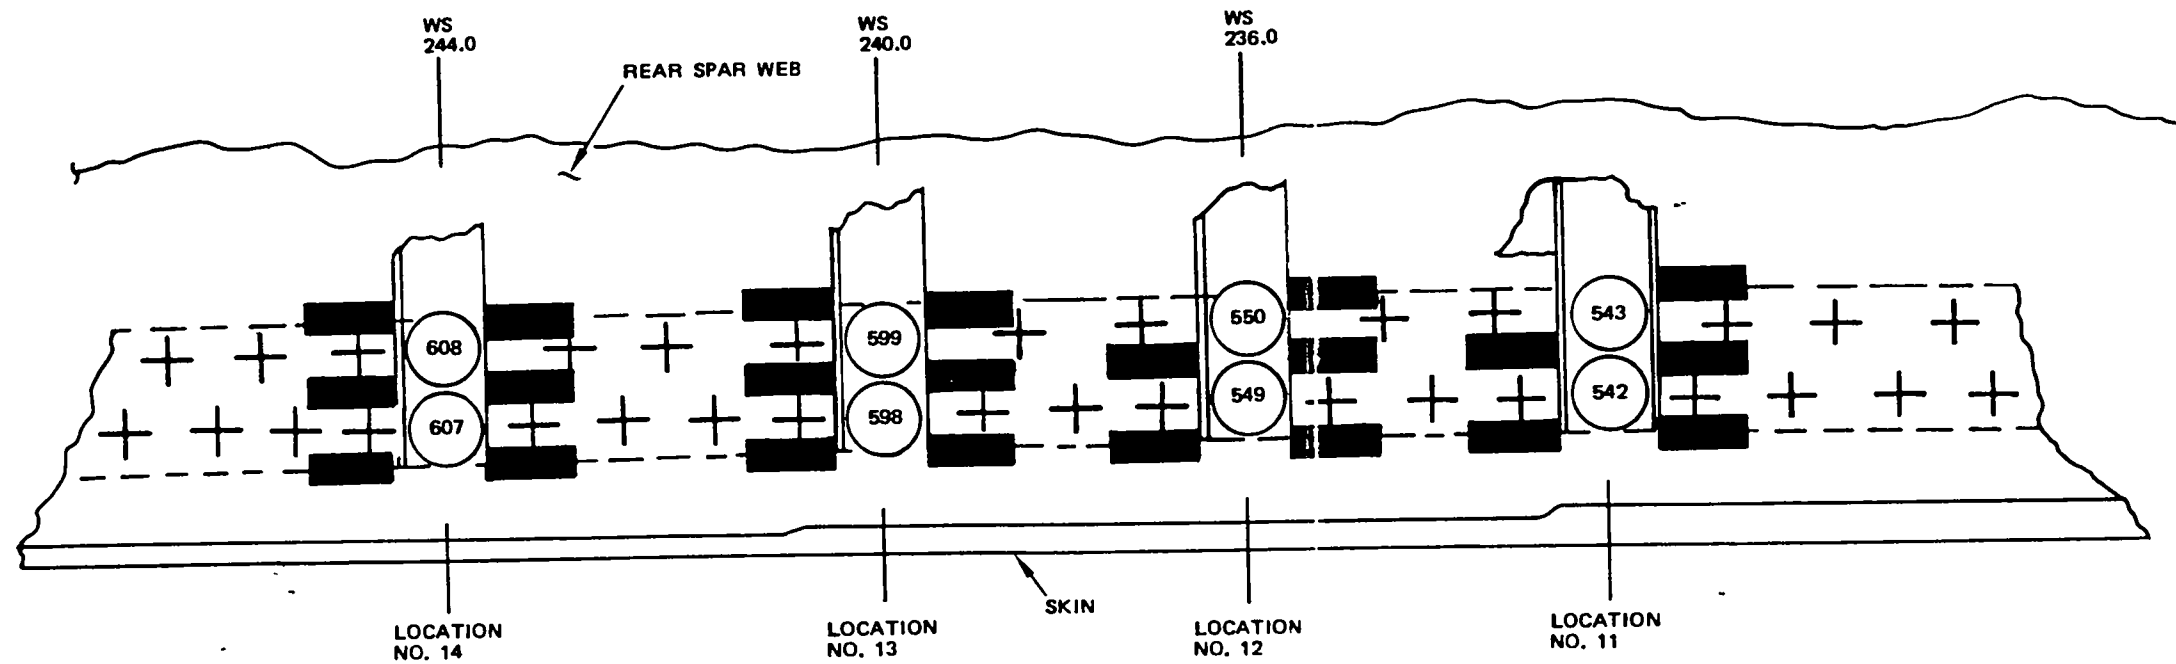 WS
244.0
WS
240.0
WS
236.0
REAR SPAR WEB
608
599
550
543
607
598
549
542
SKIN
LOCATION
NO. 14
LOCATION
NO. 13
LOCATION
NO. 12
LOCATION
NO. 11